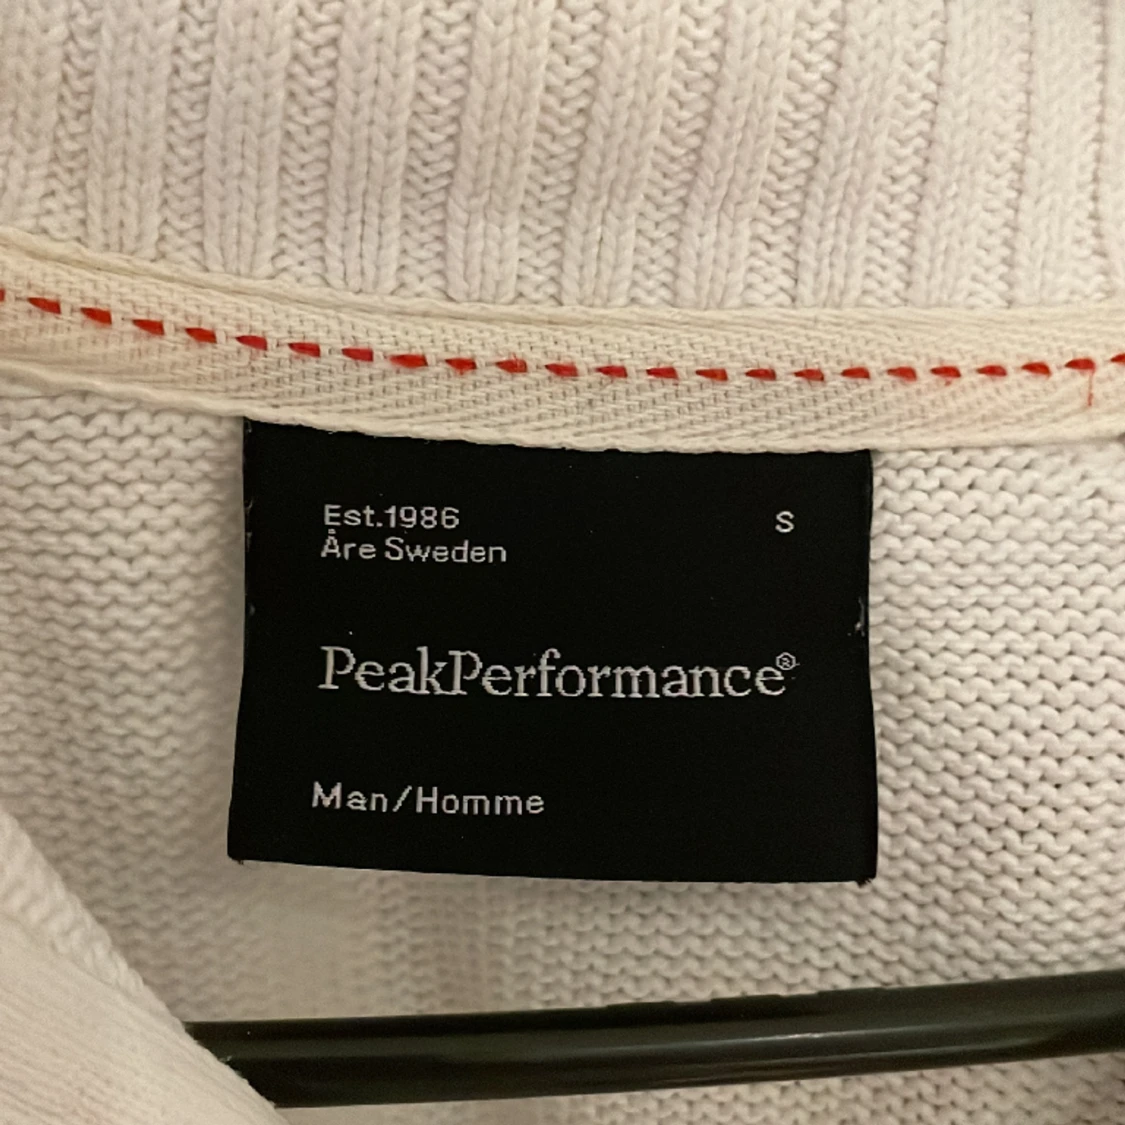 Est.1986
S
Åre Sweden
PeakPerformance®
Man/Homme